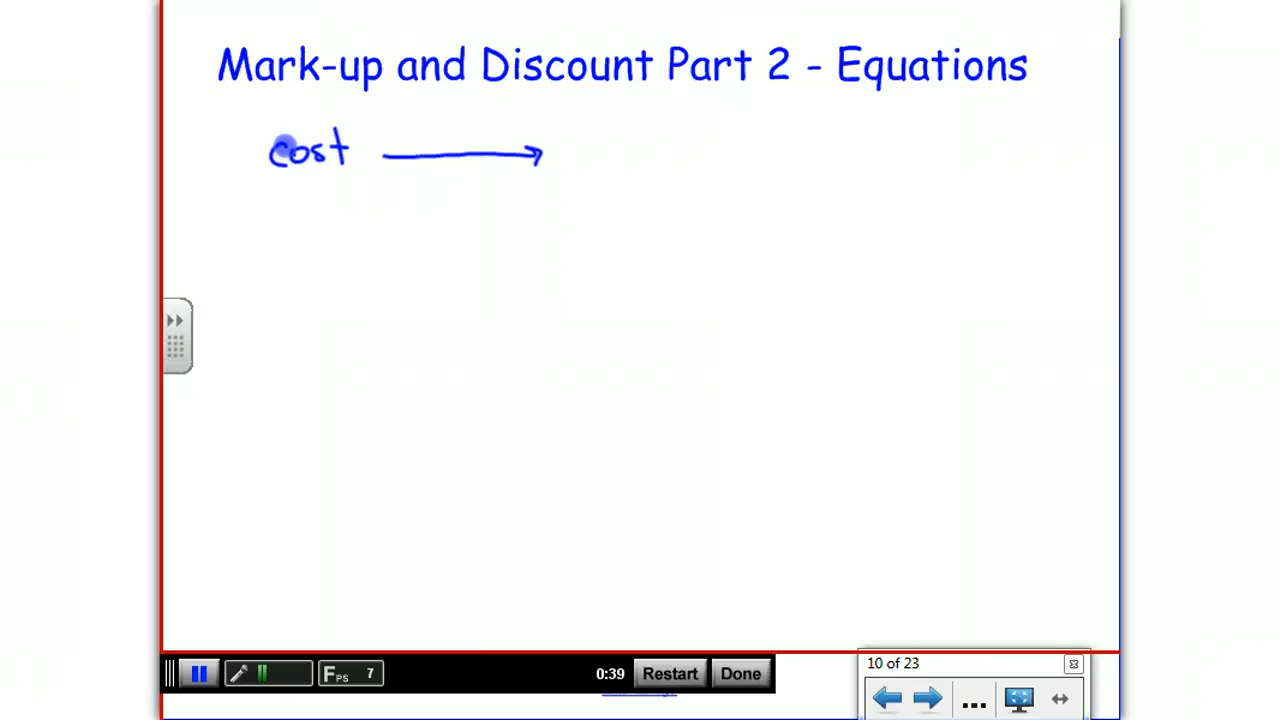 Mark-up and Discount Part 2 - Equations
cost
FPS 7
0:39
Restart
Done
10 of 23
...